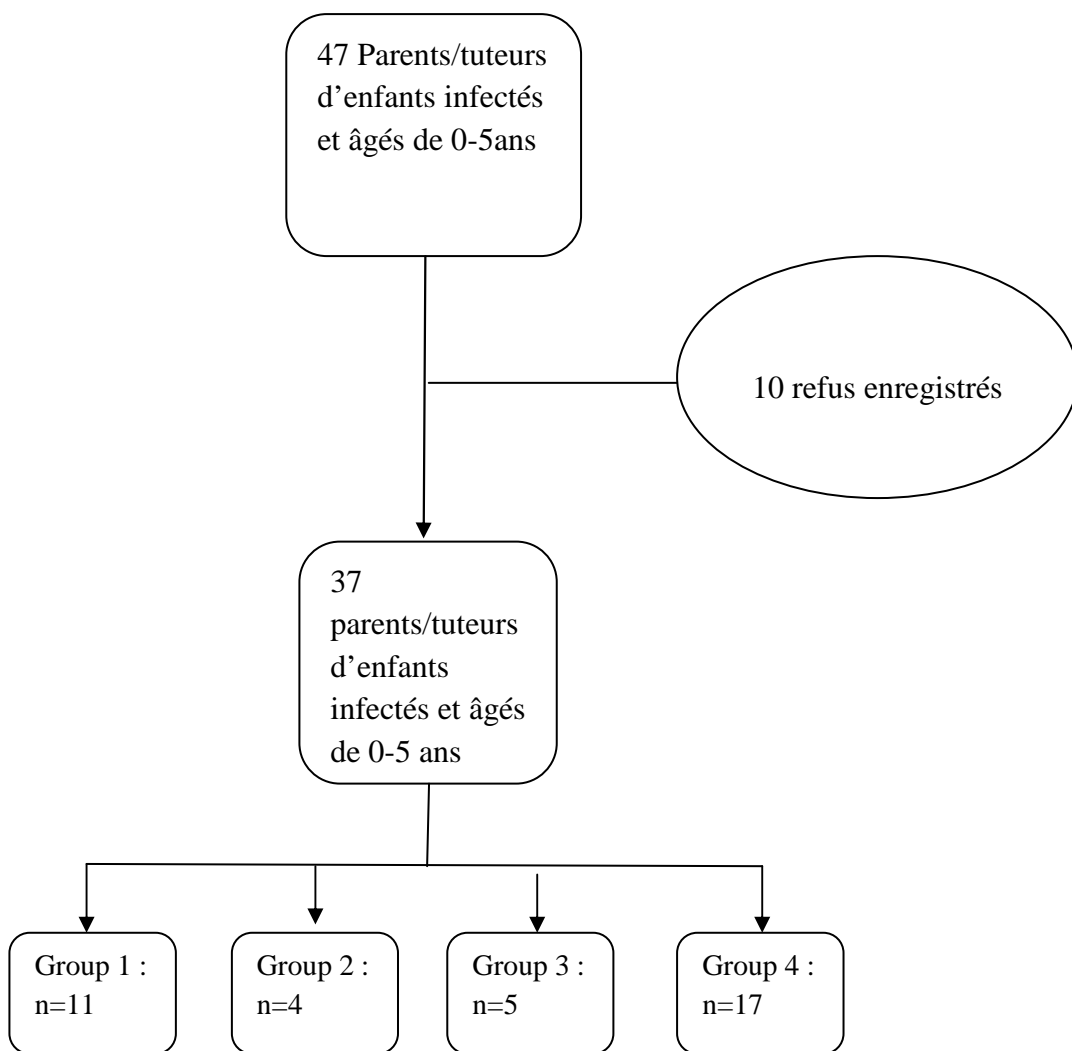 47 Parents/tuteurs
d’enfants infectés
et âgés de 0-5ans
10 refus enregistrés
37
parents/tuteurs
d’enfants
infectés et âgés
de 0-5 ans
Group 1 :
n=11
Group 2 :
n=4
Group 3 :
n=5
Group 4 :
n=17